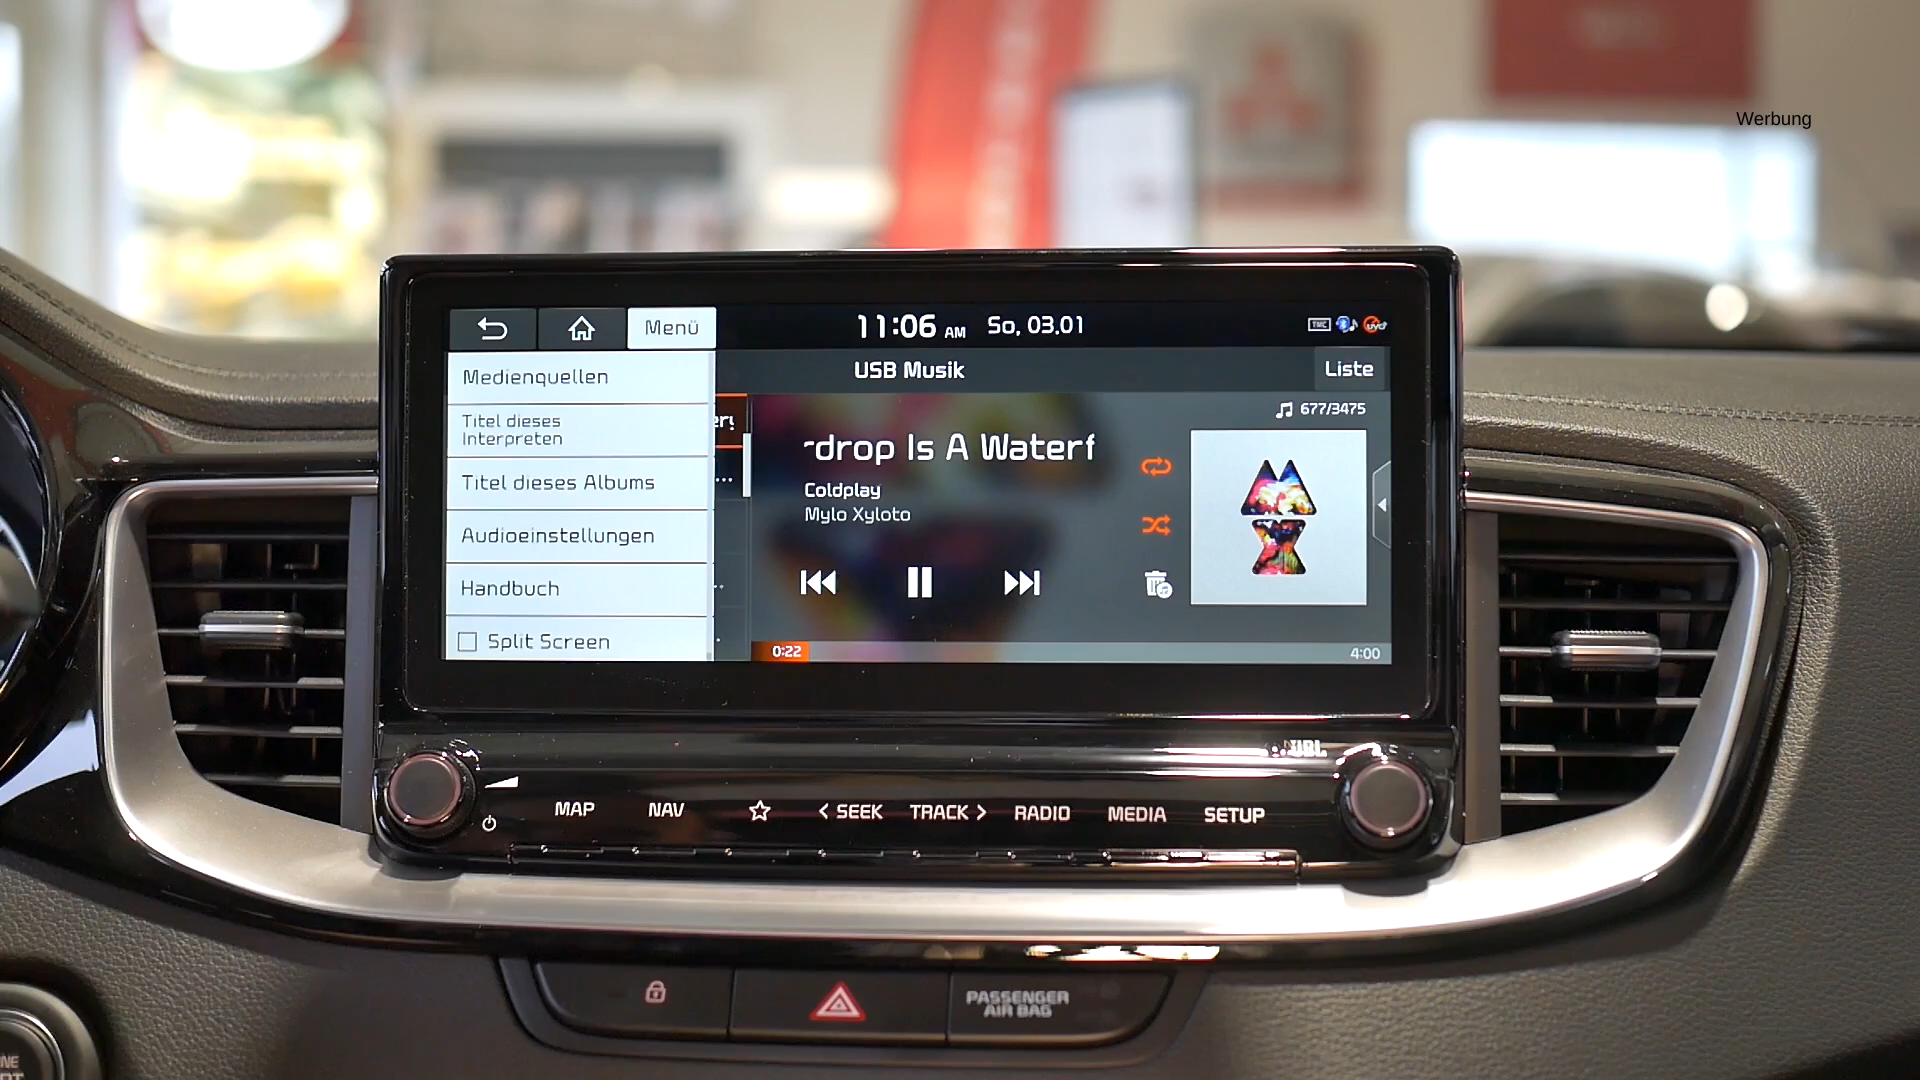 Werbung
Menü
11:06 AM So, 03.01
TMC
Medienquellen
USB Musik
Liste
Titel dieses
Interpreten
677/3475
-drop Is A Waterf
Titel dieses Albums
Coldplay
Mylo Xyloto
Audioeinstellungen
Handbuch
Split Screen
0:22
4:00
JBL
MAP
NAV
< SEEK
TRACK >
RADIO
MEDIA
SETUP
PASSENGER
AIR BAG